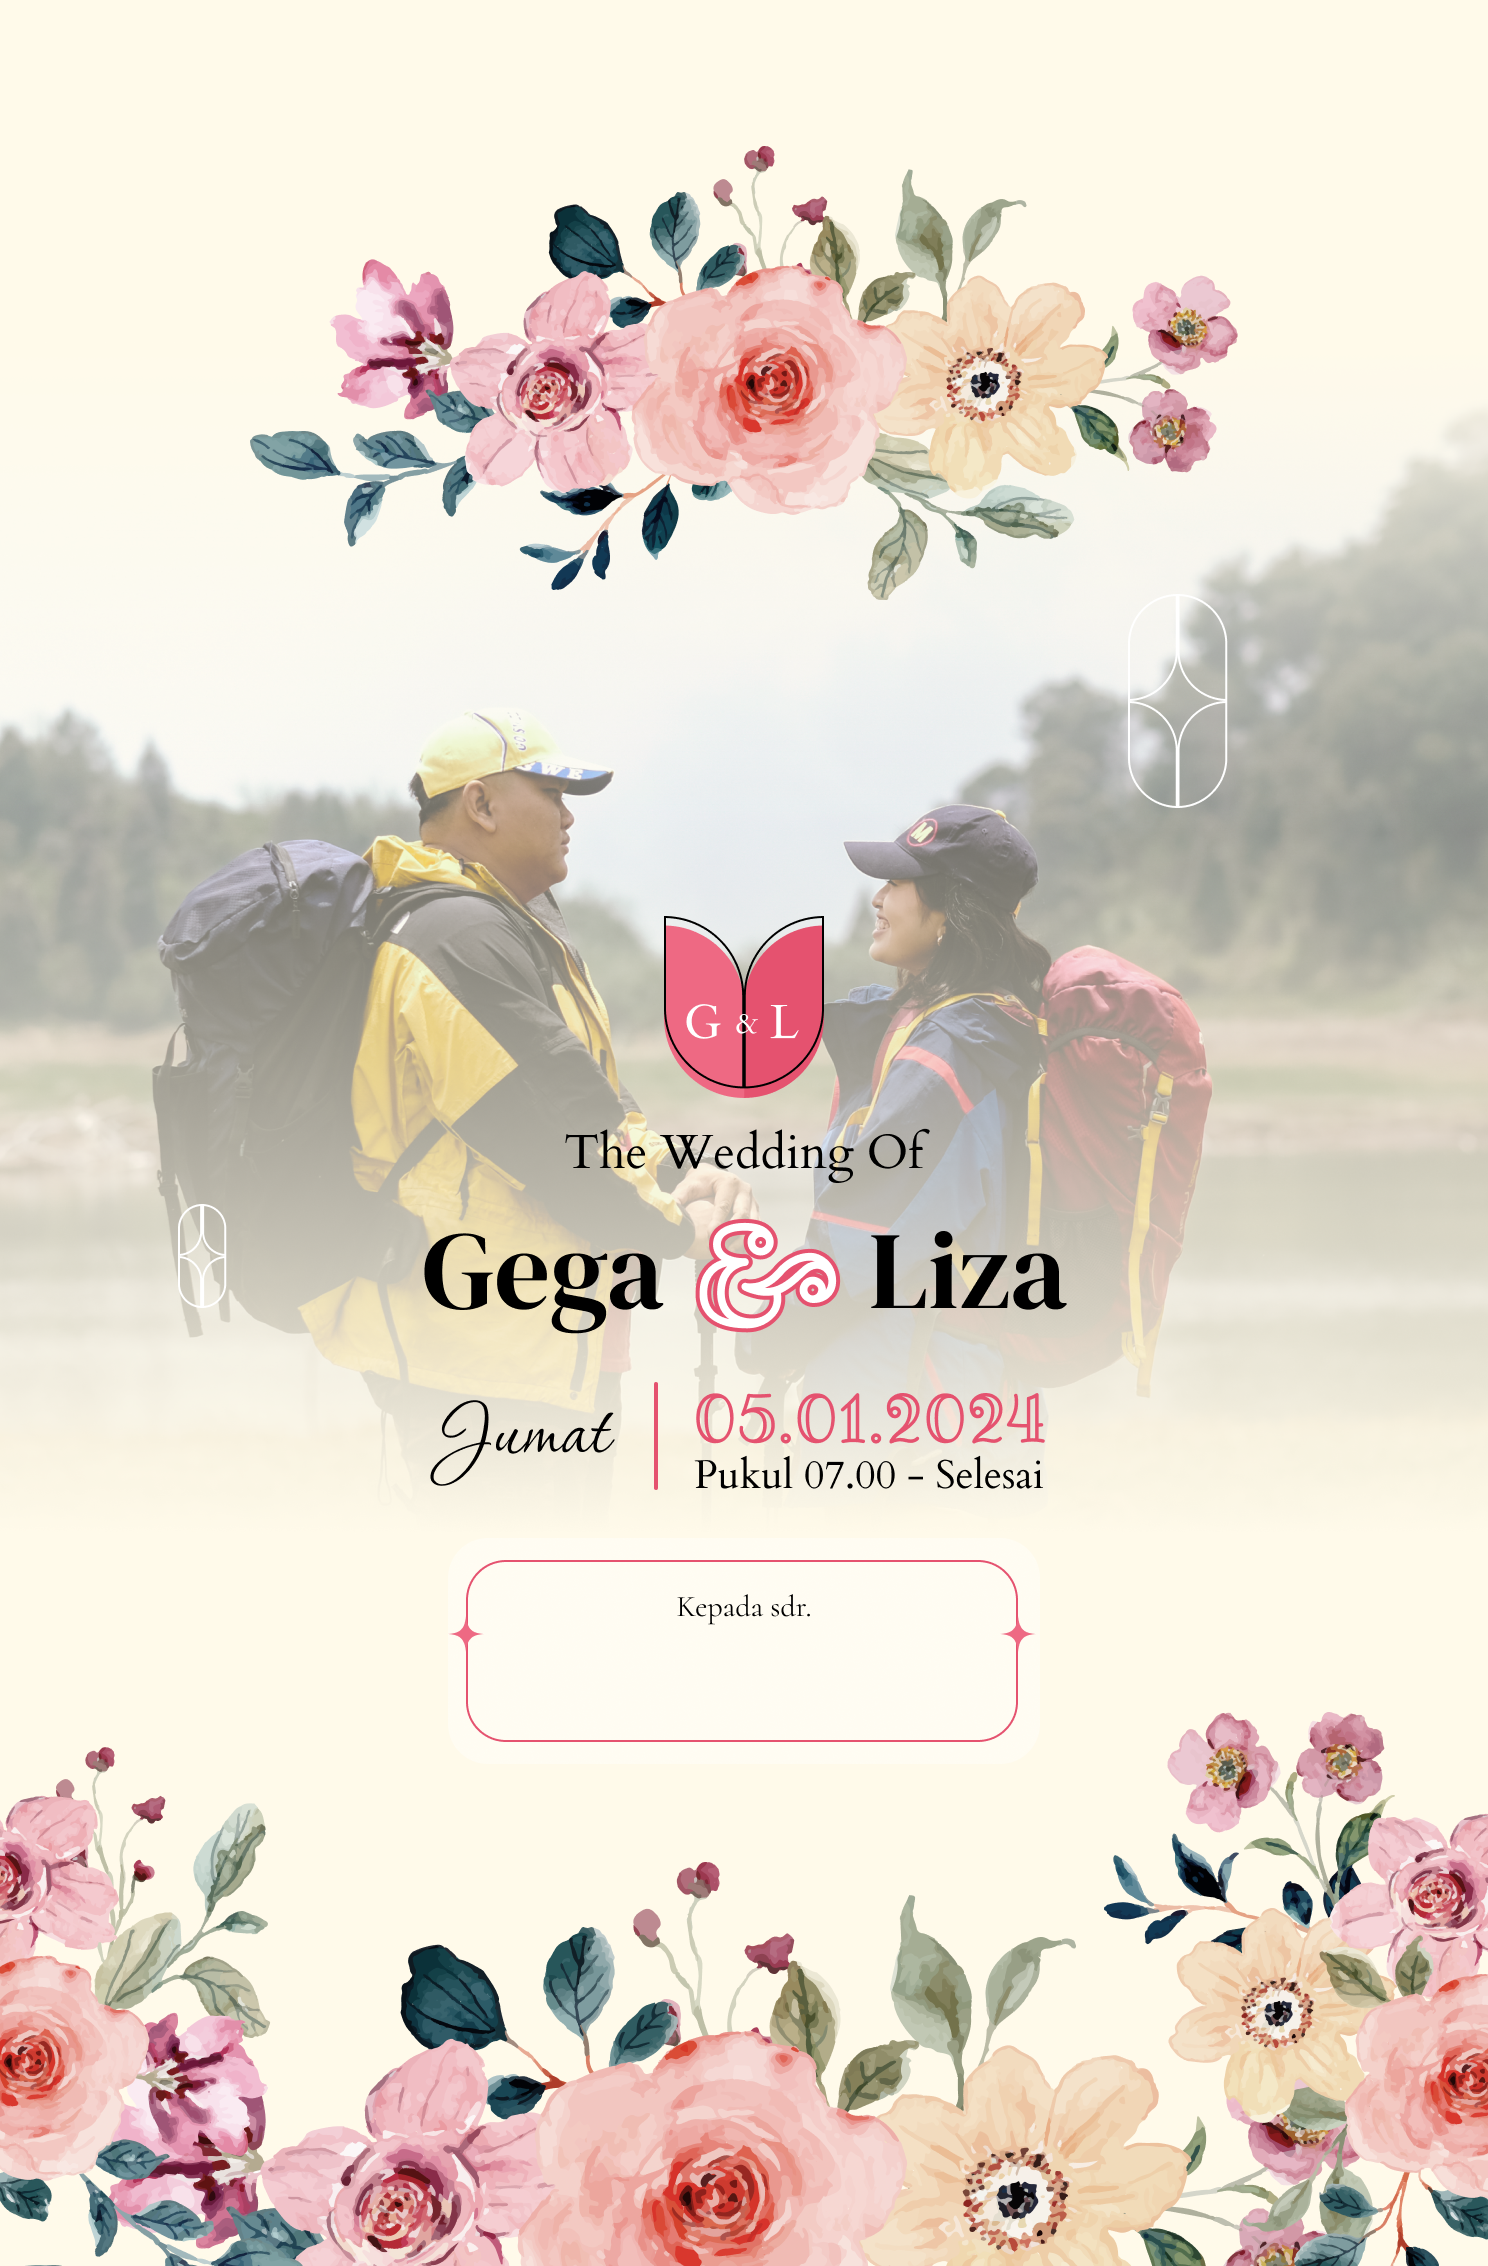 M
G & L
The Wedding Of
Gega & Liza
Jumat
05.01.2024
Pukul 07.00 - Selesai
Kepada sdr.